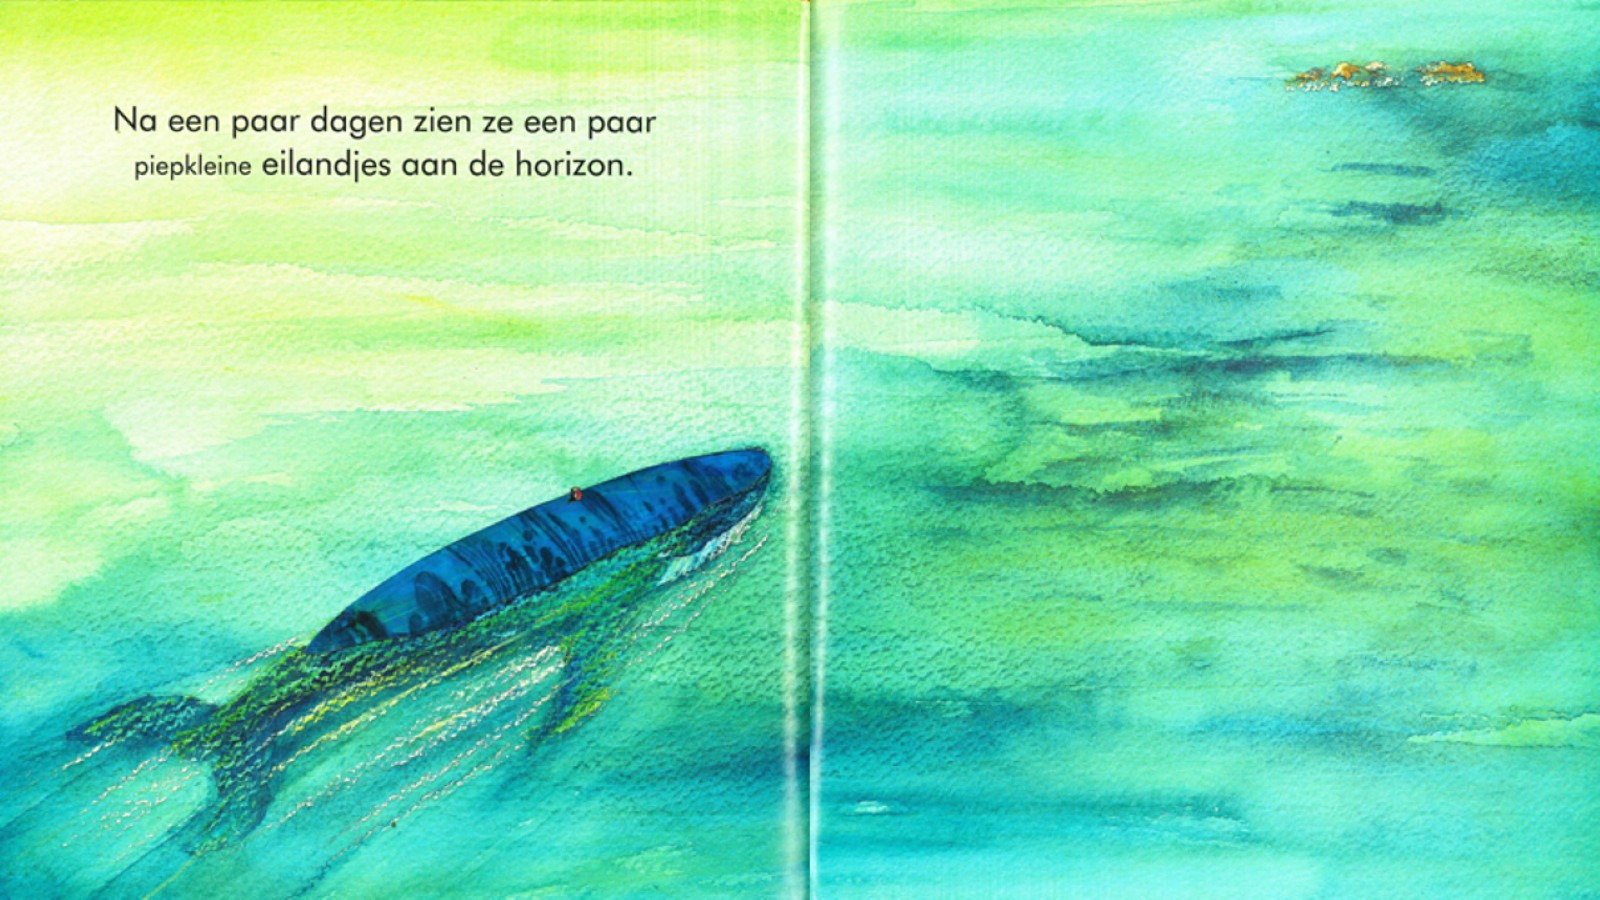 Na een paar dagen zien ze een paar
piepkleine eilandjes aan de horizon.